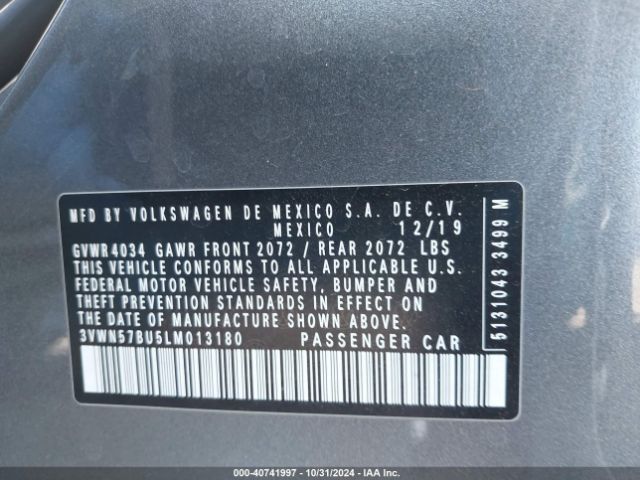 MFD BY VOLKSWAGEN DE MEXICO S.A. DE C.V.
MEXICO 12/19
GVWR 4034 GAWR FRONT 2072 / REAR 2072 LBS
THIS VEHICLE CONFORMS TO ALL APPLICABLE U.S.
FEDERAL MOTOR VEHICLE SAFETY, BUMPER AND
THEFT PREVENTION STANDARDS IN EFFECT ON
THE DATE OF MANUFACTURE SHOWN ABOVE.
3VWN57BU5LM013180 PASSENGER CAR
5131043 3499 M
000-40741997 - 10/31/2024 - IAA Inc.